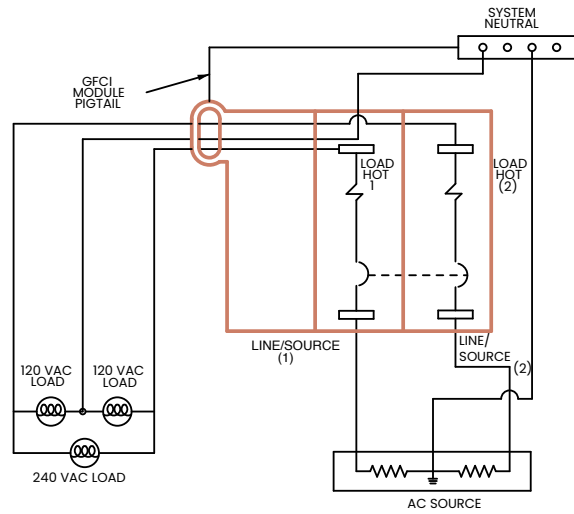 SYSTEM
NEUTRAL
GFCI
MODULE
PIGTAIL
LOAD
HOT
1
LOAD
HOT
(2)
LINE/SOURCE
(1)
LINE/
SOURCE
(2)
120 VAC
LOAD
120 VAC
LOAD
240 VAC LOAD
AC SOURCE